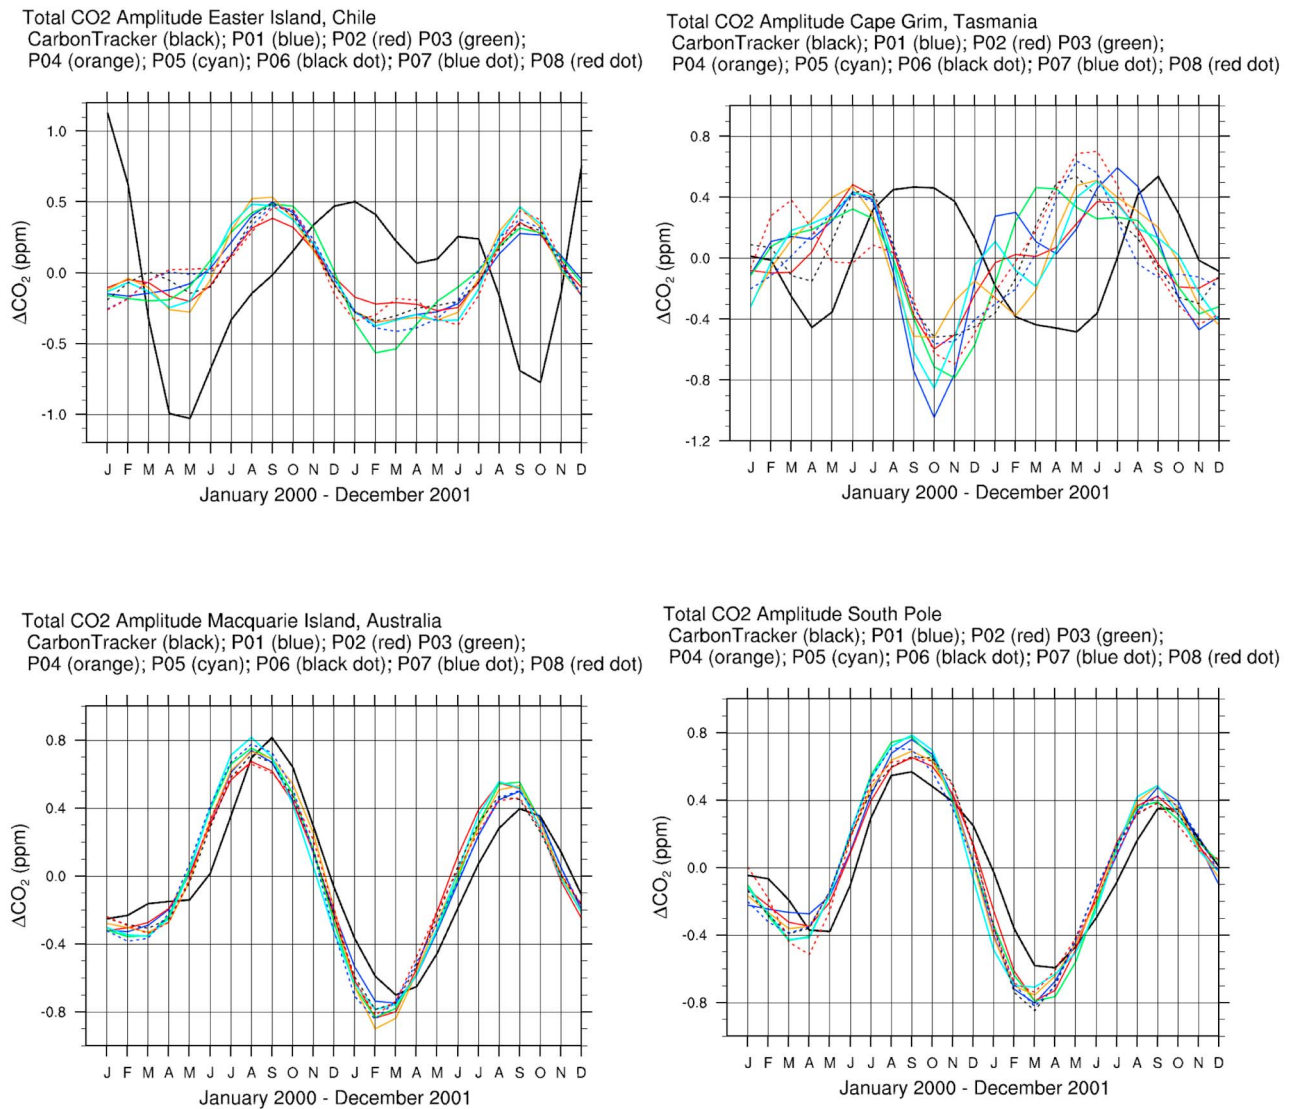 Total CO2 Amplitude Easter Island, Chile
CarbonTracker (black); P01 (blue); P02 (red) P03 (green);
P04 (orange); P05 (cyan); P06 (black dot); P07 (blue dot); P08 (red dot)
1.0
0.5
0.0
-0.5
-1.0
ΔCO₂ (ppm)
J F M A M J J A S O N D J F M A M J J A S O N D
January 2000 - December 2001
Total CO2 Amplitude Cape Grim, Tasmania
CarbonTracker (black); P01 (blue); P02 (red) P03 (green);
P04 (orange); P05 (cyan); P06 (black dot); P07 (blue dot); P08 (red dot)
0.8
0.4
0.0
-0.4
-0.8
-1.2
ΔCO₂ (ppm)
J F M A M J J A S O N D J F M A M J J A S O N D
January 2000 - December 2001
Total CO2 Amplitude Macquarie Island, Australia
CarbonTracker (black); P01 (blue); P02 (red) P03 (green);
P04 (orange); P05 (cyan); P06 (black dot); P07 (blue dot); P08 (red dot)
0.8
0.4
0.0
-0.4
-0.8
ΔCO₂ (ppm)
J F M A M J J A S O N D J F M A M J J A S O N D
January 2000 - December 2001
Total CO2 Amplitude South Pole
CarbonTracker (black); P01 (blue); P02 (red) P03 (green);
P04 (orange); P05 (cyan); P06 (black dot); P07 (blue dot); P08 (red dot)
0.8
0.4
0.0
-0.4
-0.8
ΔCO₂ (ppm)
J F M A M J J A S O N D J F M A M J J A S O N D
January 2000 - December 2001